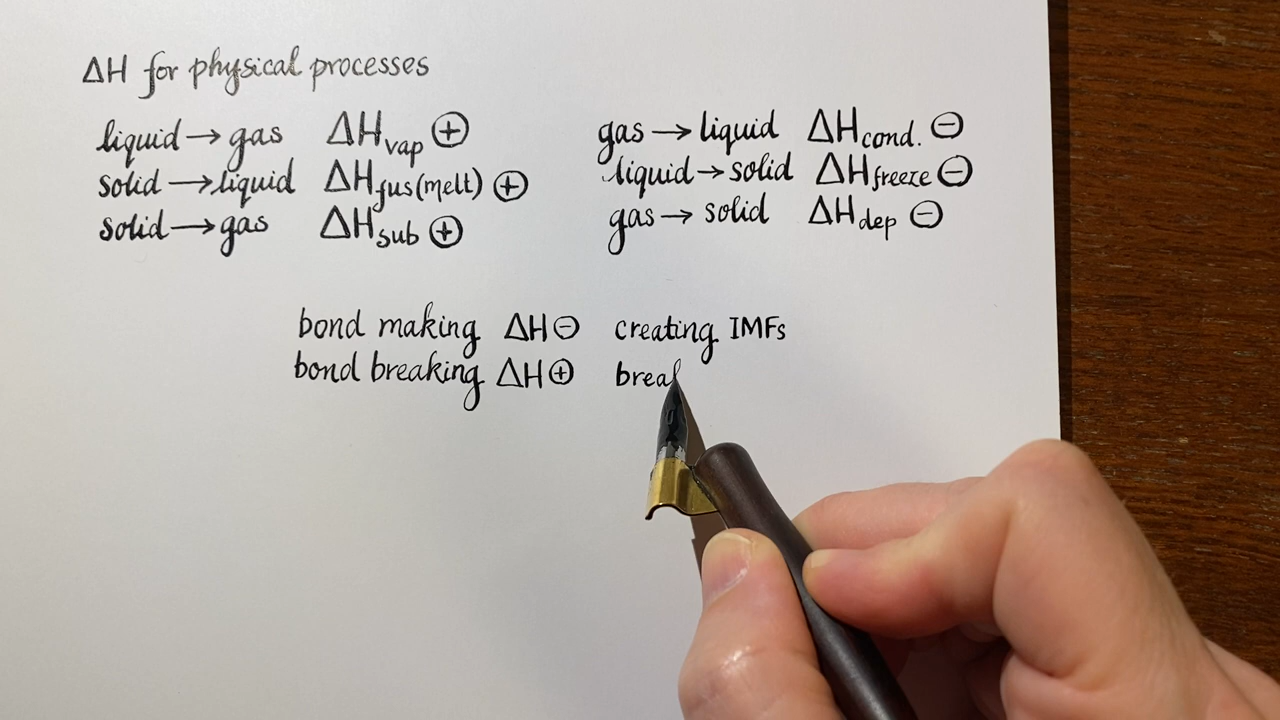 ΔH for physical processes
liquid → gas ΔHvap ⊕
solid → liquid ΔHfus(melt) ⊕
solid → gas ΔHsub ⊕
gas → liquid ΔHcond. ⊖
liquid → solid ΔHfreeze ⊖
gas → solid ΔHdep ⊖
bond making ΔH ⊖ creating IMFs
bond breaking ΔH ⊕ break